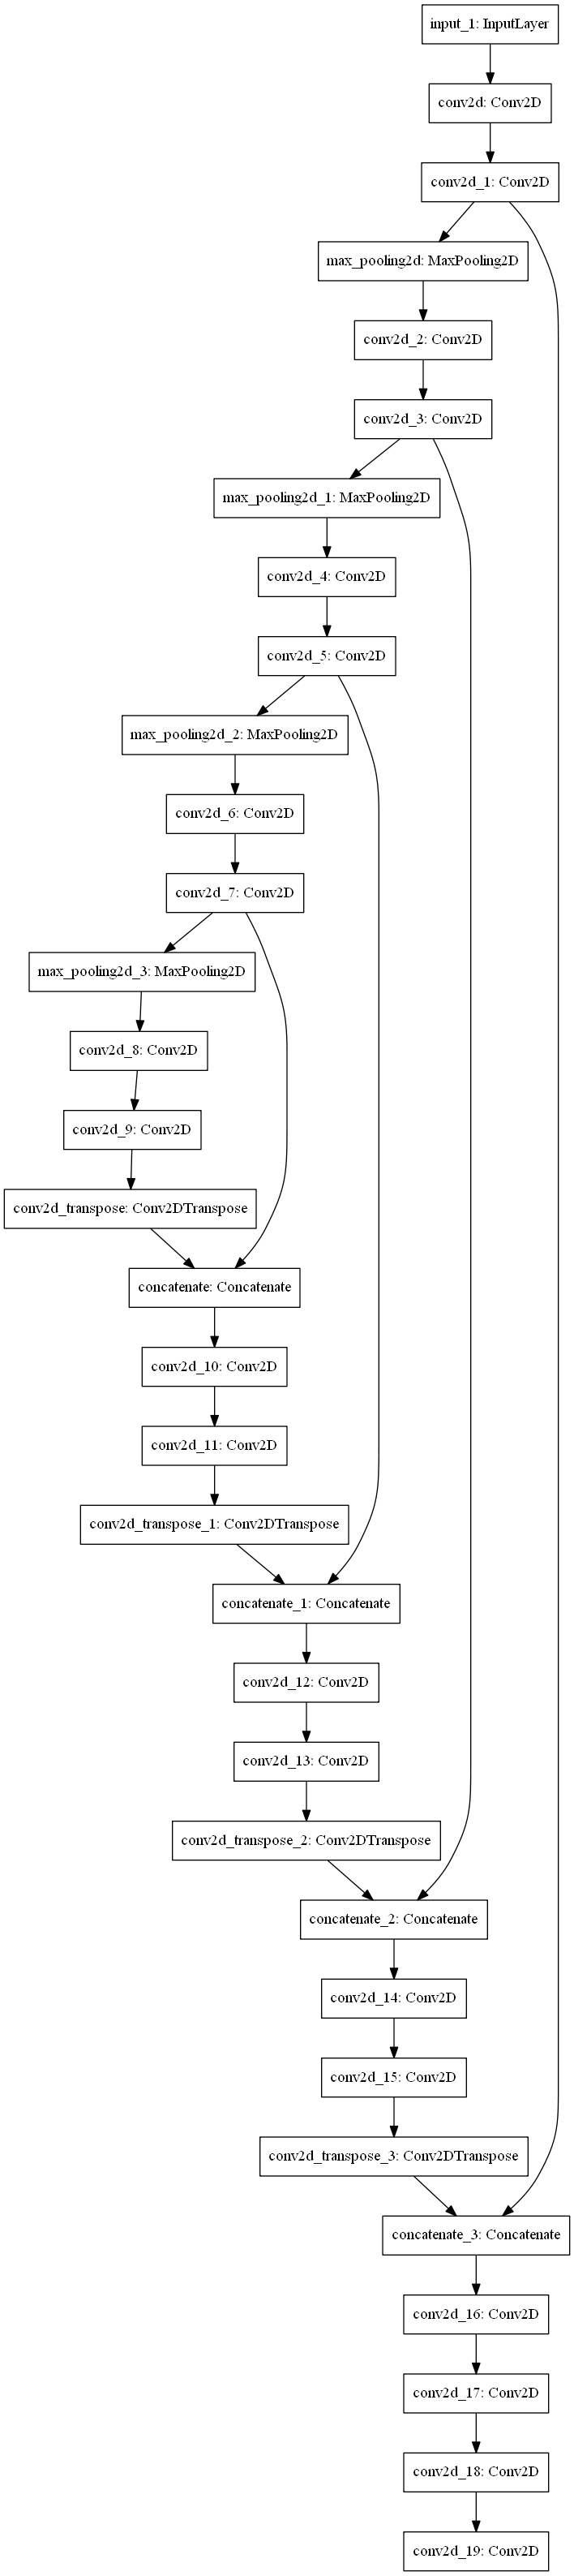 input_1: InputLayer
conv2d: Conv2D
conv2d_1: Conv2D
max_pooling2d: MaxPooling2D
conv2d_2: Conv2D
conv2d_3: Conv2D
max_pooling2d_1: MaxPooling2D
conv2d_4: Conv2D
conv2d_5: Conv2D
max_pooling2d_2: MaxPooling2D
conv2d_6: Conv2D
conv2d_7: Conv2D
max_pooling2d_3: MaxPooling2D
conv2d_8: Conv2D
conv2d_9: Conv2D
conv2d_transpose: Conv2DTranspose
concatenate: Concatenate
conv2d_10: Conv2D
conv2d_11: Conv2D
conv2d_transpose_1: Conv2DTranspose
concatenate_1: Concatenate
conv2d_12: Conv2D
conv2d_13: Conv2D
conv2d_transpose_2: Conv2DTranspose
concatenate_2: Concatenate
conv2d_14: Conv2D
conv2d_15: Conv2D
conv2d_transpose_3: Conv2DTranspose
concatenate_3: Concatenate
conv2d_16: Conv2D
conv2d_17: Conv2D
conv2d_18: Conv2D
conv2d_19: Conv2D